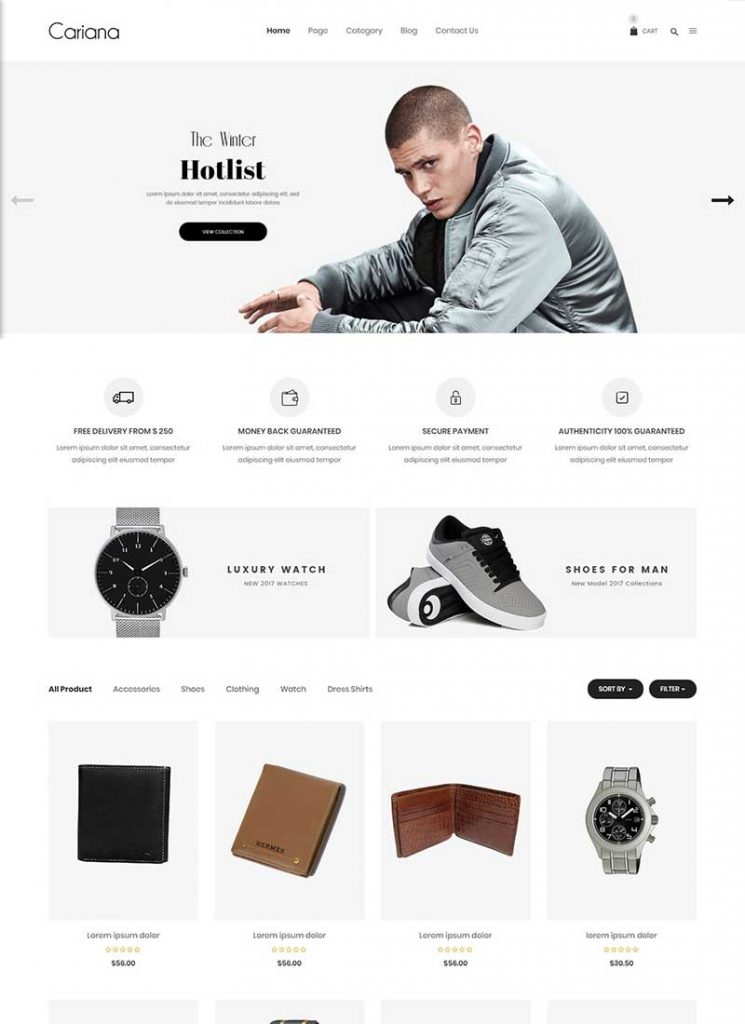 Cariana
Home Page Category Blog Contact Us
0
CART
The Winter
Hotlist
Lorem ipsum dolor sit amet, consectetur adipiscing elit, sed
do eiusmod tempor incididunt labore dolore
VIEW COLLECTION
FREE DELIVERY FROM $ 250
Lorem ipsum dolor sit amet, consectetur
adipiscing elit eiusmod tempor
MONEY BACK GUARANTEED
Lorem ipsum dolor sit amet, consectetur
adipiscing elit eiusmod tempor
SECURE PAYMENT
Lorem ipsum dolor sit amet, consectetur
adipiscing elit eiusmod tempor
AUTHENTICITY 100% GUARANTEED
Lorem ipsum dolor sit amet, consectetur
adipiscing elit eiusmod tempor
11 12 1
10 2
LUXURY WATCH
NEW 2017 WATCHES
SHOES FOR MAN
New Model 2017 Collections
All Product Accessories Shoes Clothing Watch Dress Shirts
SORT BY
FILTER
HERMES
Lorem ipsum dolor
$56.00
Lorem ipsum dolor
$56.00
Lorem ipsum dolor
$56.00
lorem ipsum dolor
$30.50